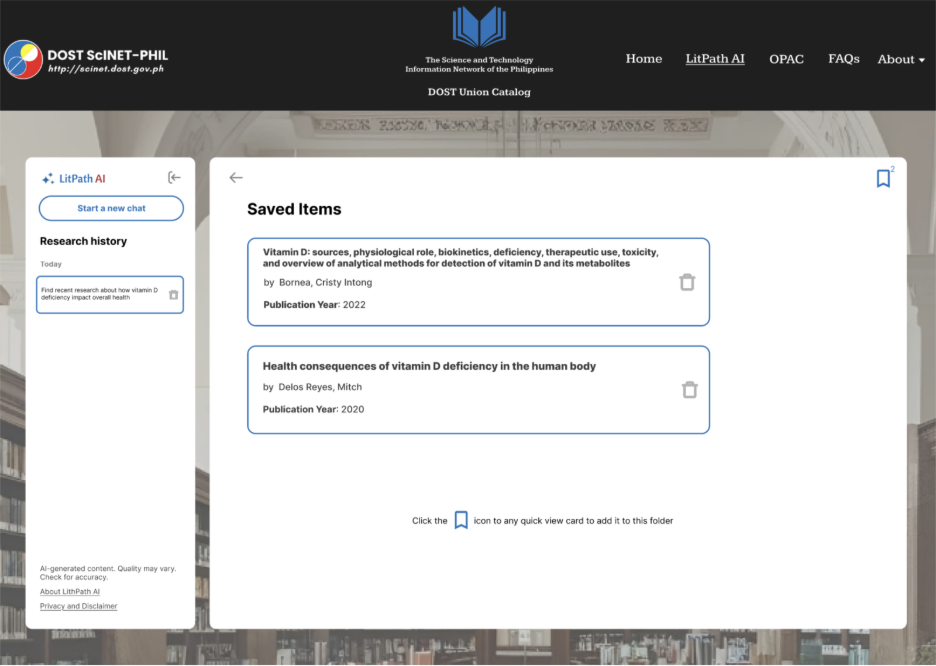 DOST ScINET-PHIL
http://scinet.dost.gov.ph
The Science and Technology
Information Network of the Philippines
DOST Union Catalog
Home LitPath AI OPAC FAQs About
LitPath AI
Start a new chat
Research history
Today
Find recent research about how vitamin D
deficiency impact overall health
AI-generated content. Quality may vary.
Check for accuracy.
About LithPath AI
Privacy and Disclaimer
2
Saved Items
Vitamin D: sources, physiological role, biokinetics, deficiency, therapeutic use, toxicity,
and overview of analytical methods for detection of vitamin D and its metabolites
by Bornea, Cristy Intong
Publication Year: 2022
Health consequences of vitamin D deficiency in the human body
by Delos Reyes, Mitch
Publication Year: 2020
Click the icon to any quick view card to add it to this folder